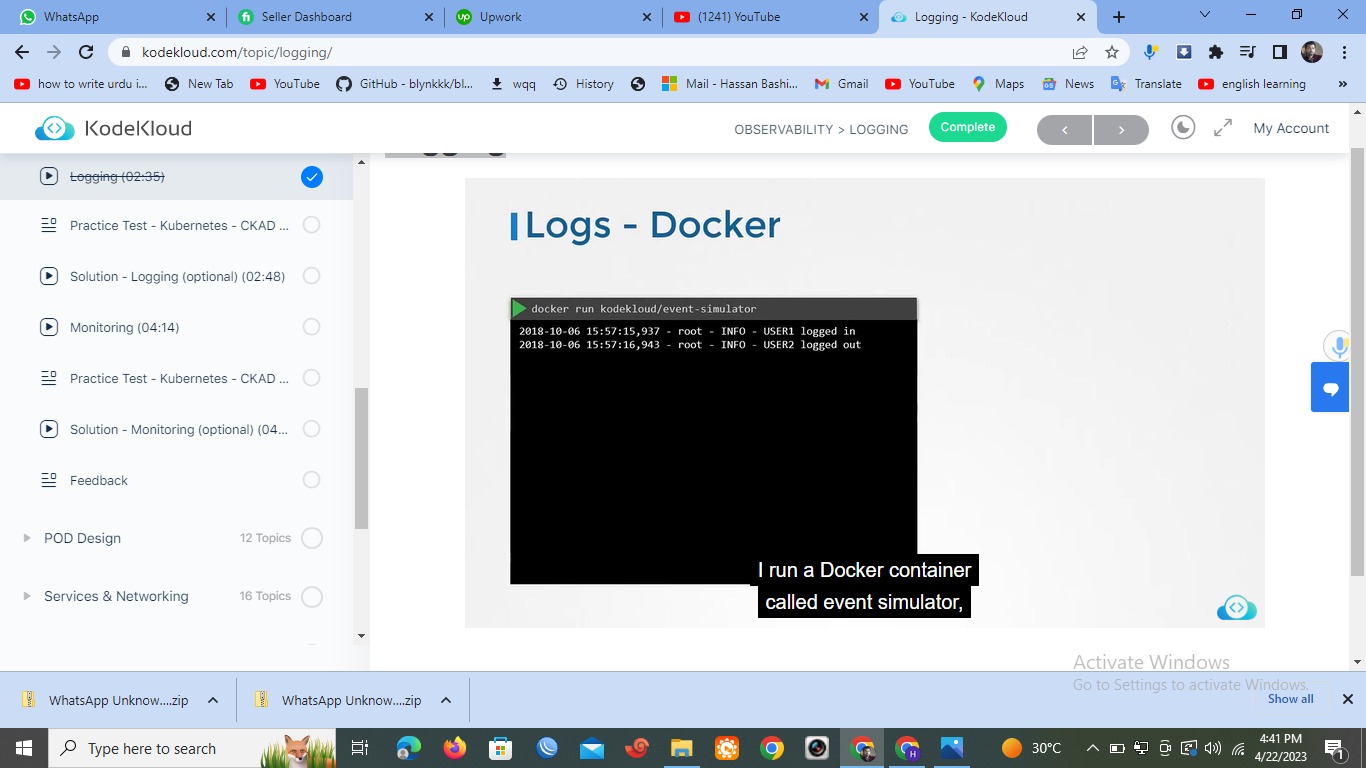 WhatsApp
Seller Dashboard
Upwork
(1241) YouTube
Logging - KodeKloud
kodekloud.com/topic/logging/
how to write urdu i...
New Tab
YouTube
GitHub - blynkkk/bl...
wqq
History
Mail - Hassan Bashi...
Gmail
YouTube
Maps
News
Translate
english learning
»
KodeKloud
OBSERVABILITY > LOGGING
Complete
My Account
Logging (02:35)
Practice Test - Kubernetes - CKAD ...
Solution - Logging (optional) (02:48)
Monitoring (04:14)
Practice Test - Kubernetes - CKAD ...
Solution - Monitoring (optional) (04...
Feedback
POD Design 12 Topics
Services & Networking 16 Topics
Logs - Docker
docker run kodekloud/event-simulator
2018-10-06 15:57:15,937 - root - INFO - USER1 logged in
2018-10-06 15:57:16,943 - root - INFO - USER2 logged out
I run a Docker container
called event simulator,
Activate Windows
Go to Settings to activate Windows.
WhatsApp Unknow....zip
WhatsApp Unknow....zip
Show all
Type here to search
30°C
4:41 PM
4/22/2023